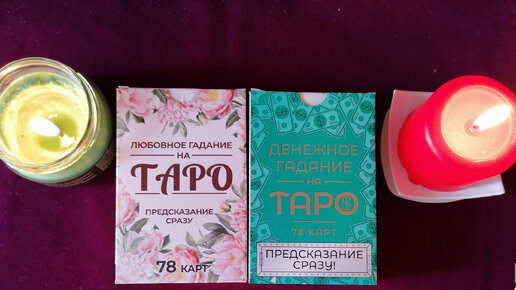 ЛЮБОВНОЕ ГАДАНИЕ
НА
ТАРО
ПРЕДСКАЗАНИЕ
СРАЗУ
78 КАРТ
ДЕНЕЖНОЕ
ГАДАНИЕ
НА
ТАРО
78 КАРТ
ПРЕДСКАЗАНИЕ
СРАЗУ!